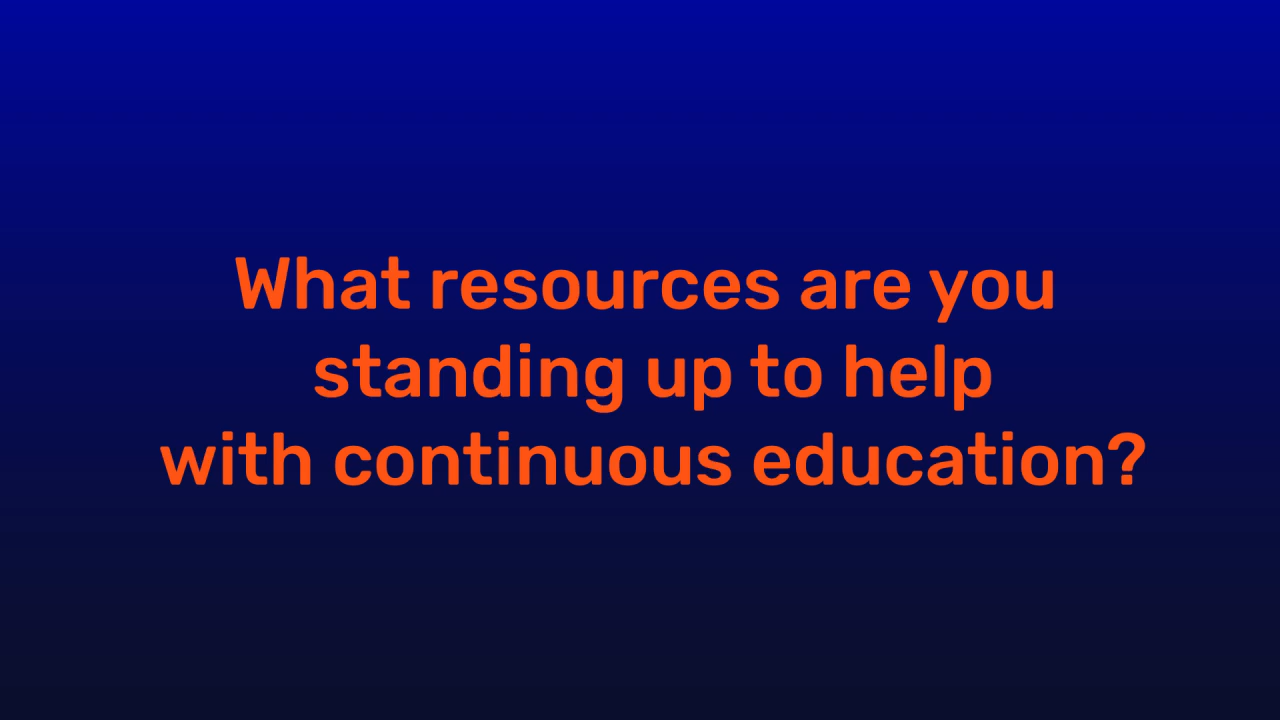 What resources are you
standing up to help
with continuous education?